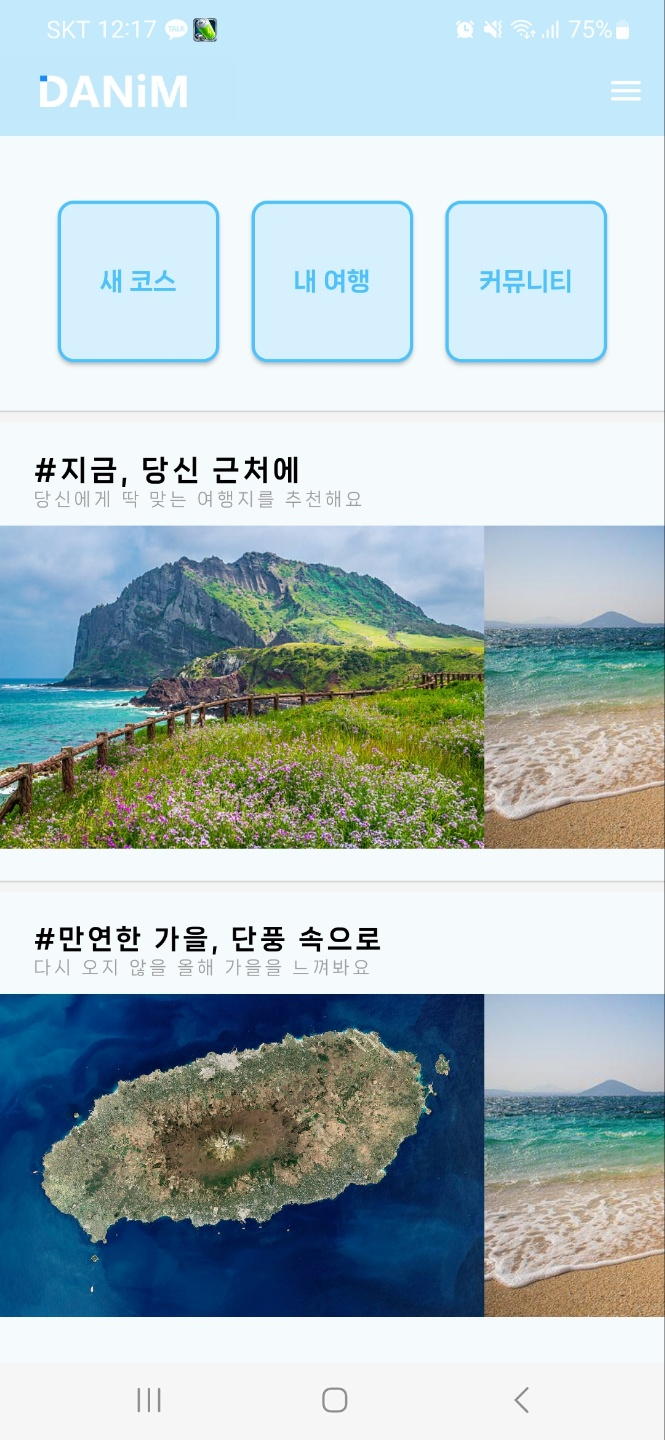 SKT 12:17 TALK 75%
DANiM
새 코스 내 여행 커뮤니티
#지금, 당신 근처에
당신에게 딱 맞는 여행지를 추천해요
#만연한 가을, 단풍 속으로
다시 오지 않을 올해 가을을 느껴봐요